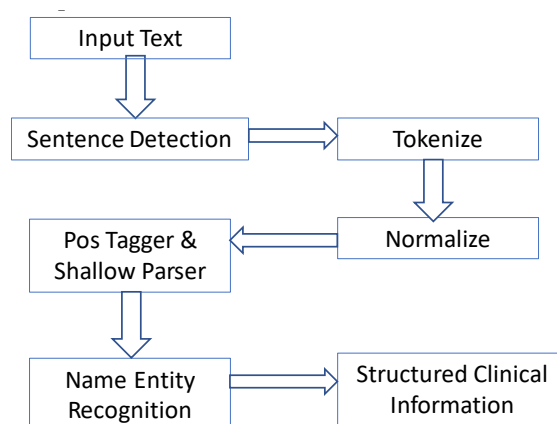 Input Text
Sentence Detection
Tokenize
Normalize
Pos Tagger &
Shallow Parser
Name Entity
Recognition
Structured Clinical
Information